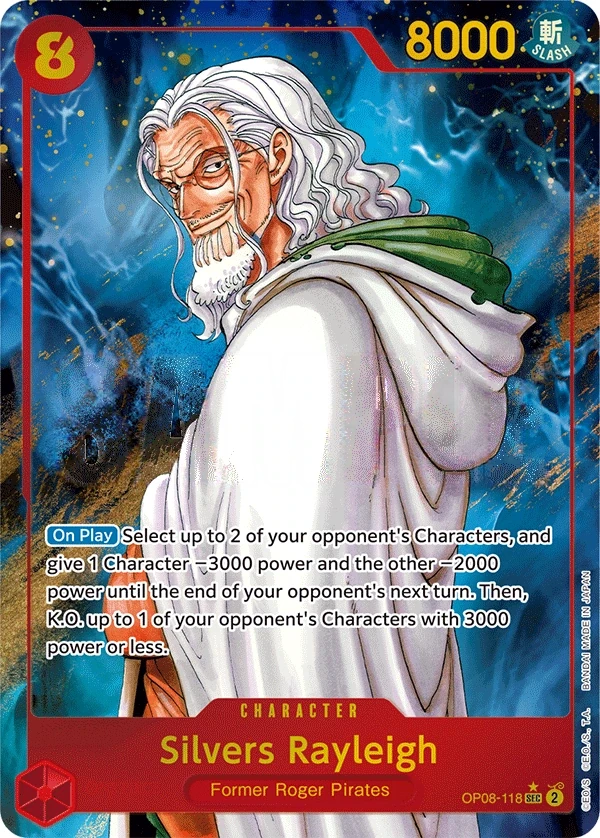 8
8000
斬
SLASH
On Play Select up to 2 of your opponent's Characters, and
give 1 Character −3000 power and the other −2000
power until the end of your opponent's next turn. Then,
K.O. up to 1 of your opponent's Characters with 3000
power or less.
CHARACTER
Silvers Rayleigh
Former Roger Pirates
OP08-118 SEC 2
©E.O/S ©E.O./S., T.A. BANDAI MADE IN JAPAN